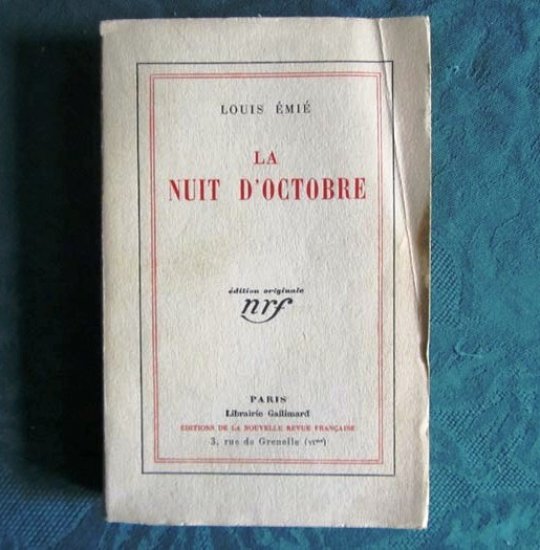 LOUIS ÉMIÉ
LA
NUIT D'OCTOBRE
édition originale
nrf
PARIS
Librairie Gallimard
ÉDITIONS DE LA NOUVELLE REVUE FRANÇAISE
3, rue de Grenelle (VIme)